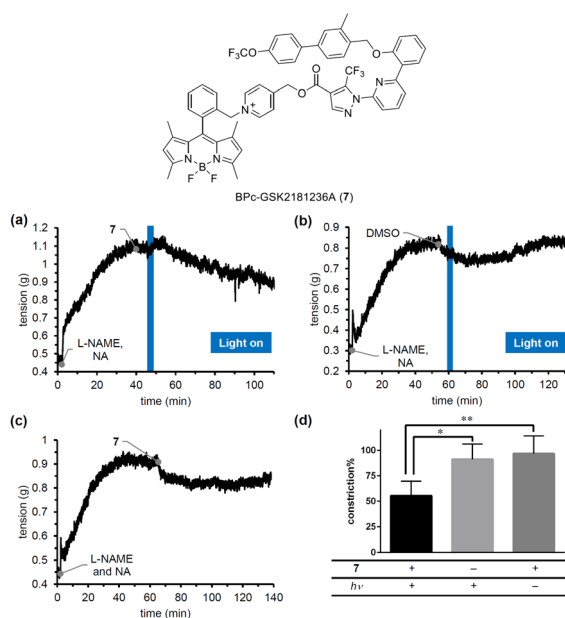 F₃CO
O
CF₃
O
O
N
N
N
N
+
N
N
B
F
F
BPc-GSK2181236A (7)
(a)
7
L-NAME,
NA
Light on
tension (g)
1.2
1.1
1
0.9
0.8
0.7
0.6
0.5
0.4
0 20 40 60 80 100
time (min)
(b)
DMSO
L-NAME,
NA
Light on
tension (g)
0.9
0.8
0.7
0.6
0.5
0.4
0.3
0.2
0 20 40 60 80 100 120
time (min)
(c)
7
L-NAME
and NA
tension (g)
1
0.9
0.8
0.7
0.6
0.5
0.4
0 20 40 60 80 100 120 140
time (min)
(d)
**
*
constriction%
100
75
50
25
0
7 + – +
hν + + –